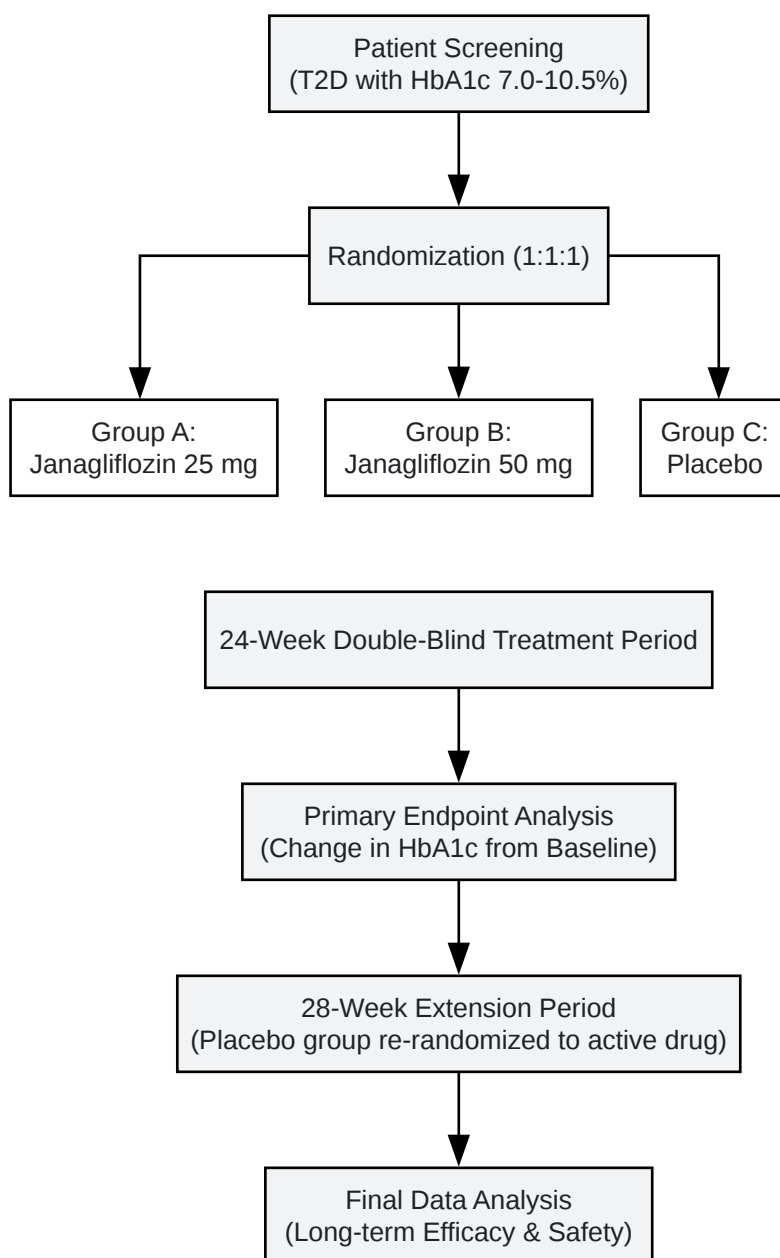 Patient Screening
(T2D with HbA1c 7.0-10.5%)
Randomization (1:1:1)
Group A:
Janagliflozin 25 mg
Group B:
Janagliflozin 50 mg
Group C:
Placebo
24-Week Double-Blind Treatment Period
Primary Endpoint Analysis
(Change in HbA1c from Baseline)
28-Week Extension Period
(Placebo group re-randomized to active drug)
Final Data Analysis
(Long-term Efficacy & Safety)